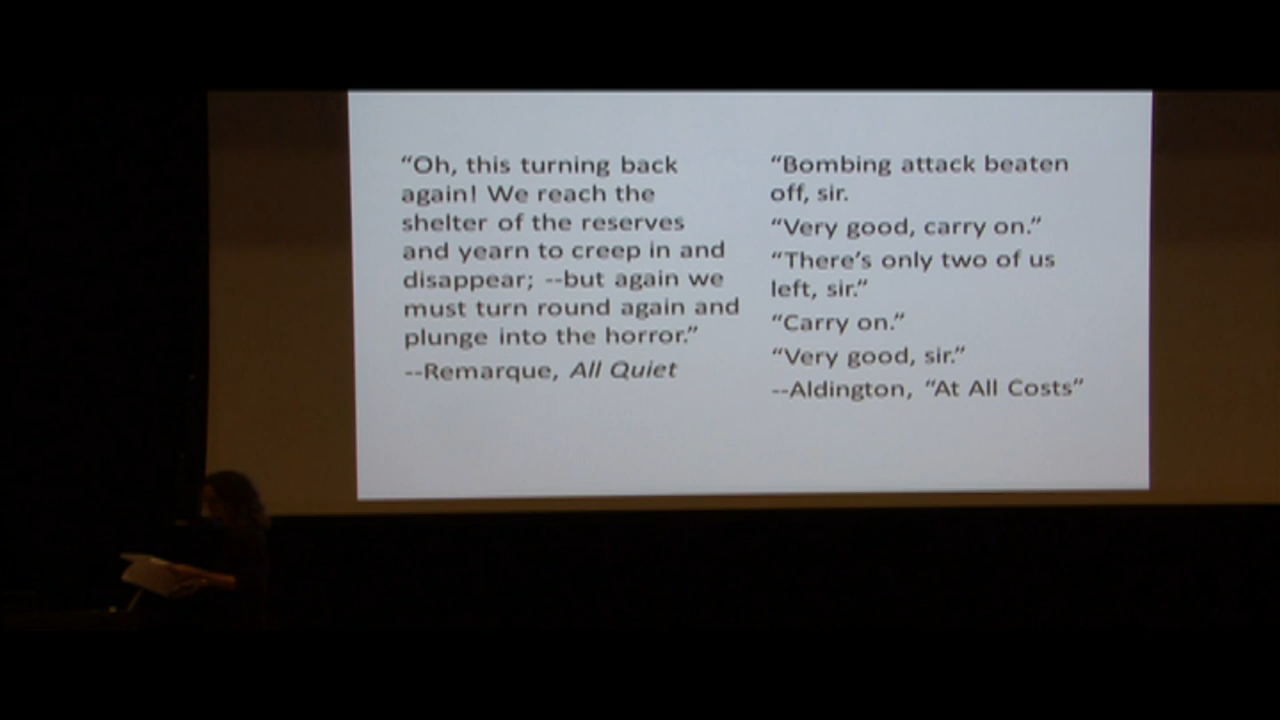 “Oh, this turning back
again! We reach the
shelter of the reserves
and yearn to creep in and
disappear; --but again we
must turn round again and
plunge into the horror.”
--Remarque, All Quiet
“Bombing attack beaten
off, sir.
“Very good, carry on.”
“There’s only two of us
left, sir.”
“Carry on.”
“Very good, sir.”
--Aldington, “At All Costs”